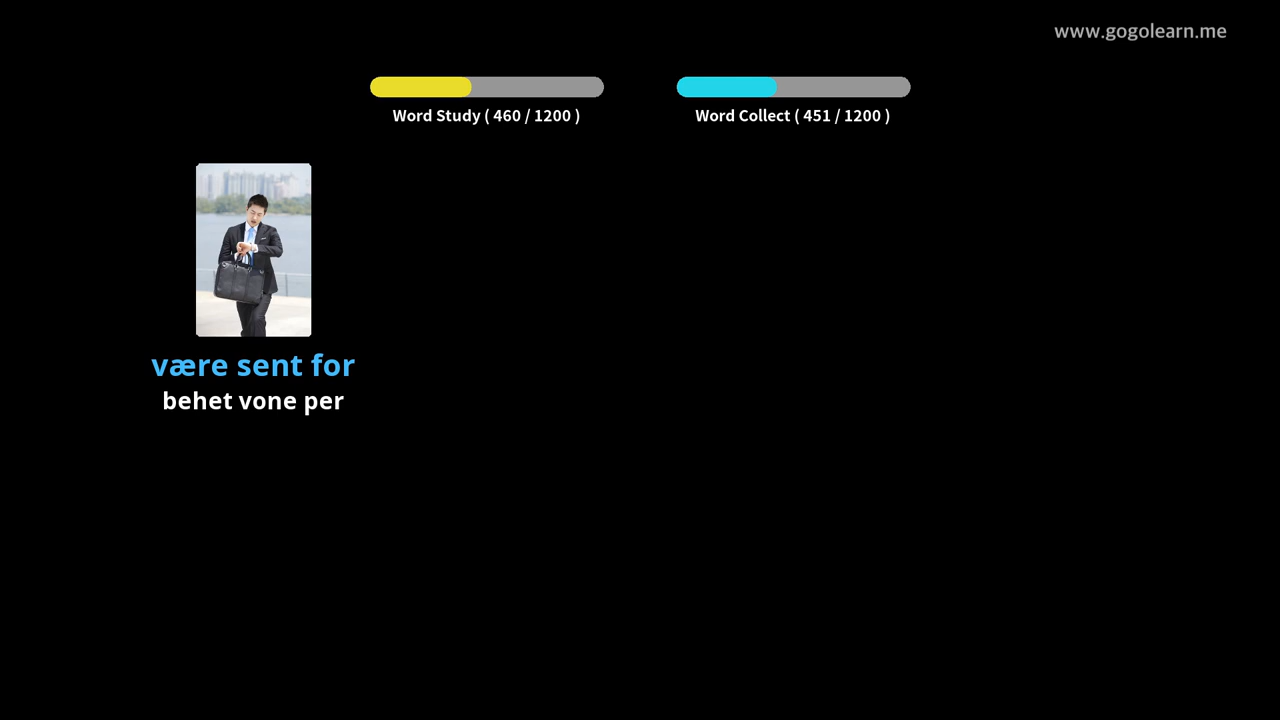 www.gogolearn.me
Word Study ( 460 / 1200 )
Word Collect ( 451 / 1200 )
være sent for
behet vone per